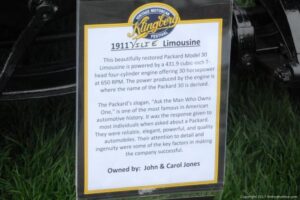 VINTAGE MOTORCAR
Klingberg
FESTIVAL
1911 Limousine
This beautifully restored Packard Model 30
Limousine is powered by a 431.9 cubic inch T-
head four-cylinder engine offering 30 horsepower
at 650 RPM. The power produced by the engine is
where the name of the Packard 30 is derived.
The Packard's slogan, "Ask the Man Who Owns
One," is one of the most famous in American
automotive history. It was the response given to
most individuals when asked about a Packard.
They were reliable, elegant, powerful, and quality
automobiles. Their attention to detail and
ingenuity were some of the key factors in making
the company successful.
Owned by: John & Carol Jones